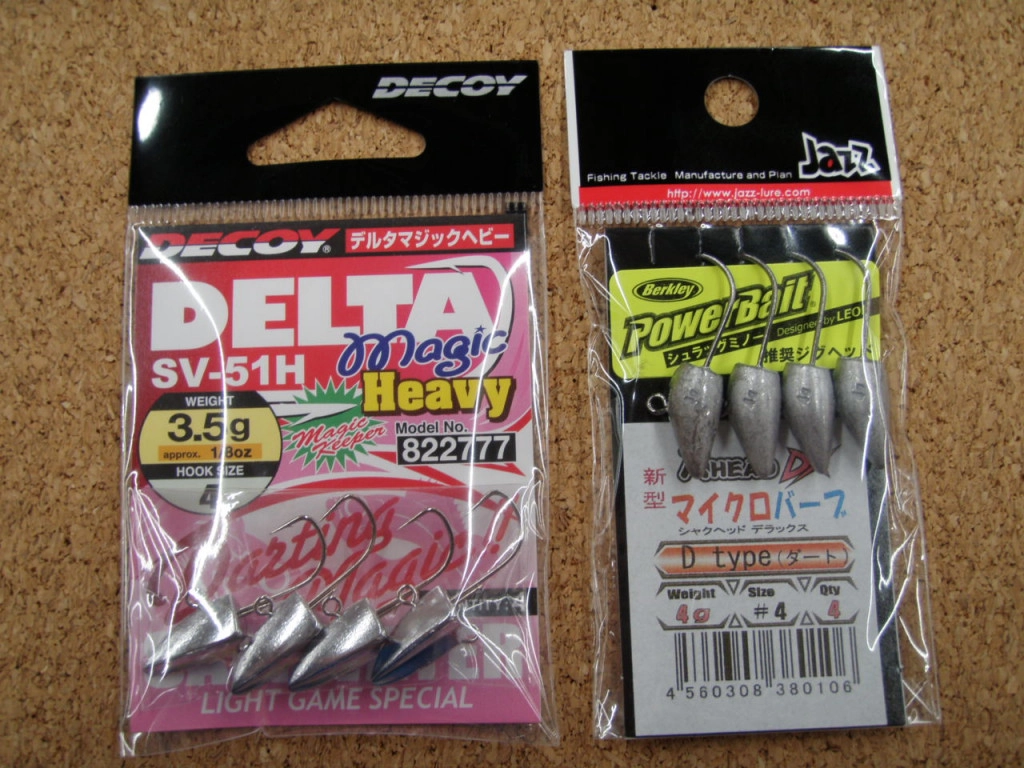 DECOY
DECOY® デルタマジックヘビー
DELTA
Magic
SV-51H
Heavy
WEIGHT
3.5g
approx. 1/8oz
HOOK SIZE
4
Magic
Keeper
Model No.
822777
Darting
Magic!
LIGHT GAME SPECIAL
Jazz
Fishing Tackle Manufacture and Plan
http://www.jazz-lure.com
Berkley
PowerBait
Designed by LEON
シュラッグミノー
推奨ジグヘッド
HEAD D
新型
マイクロバーブ
シャクヘッド デラックス
D type(ダート)
Weight Size Qty
4g #4 4
4 560308 380106